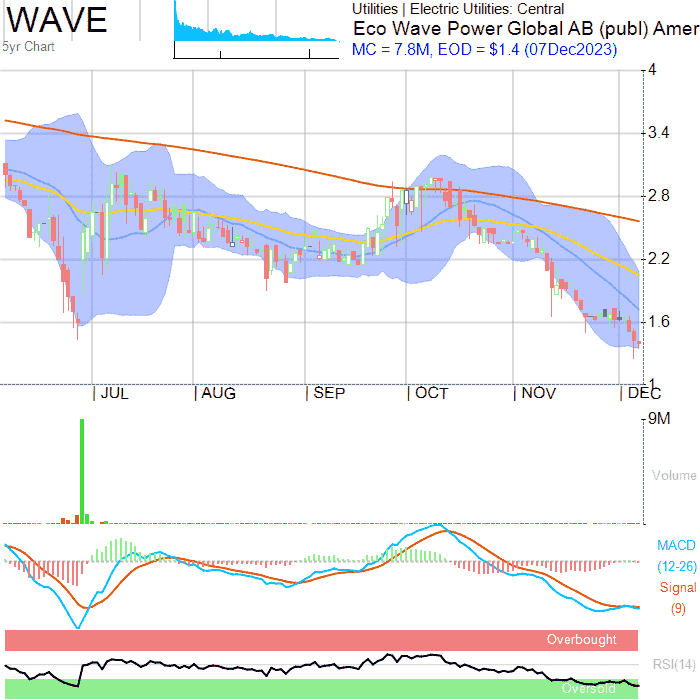 WAVE
5yr Chart
Utilities | Electric Utilities: Central
Eco Wave Power Global AB (publ) Amer
MC = 7.8M, EOD = $1.4 (07Dec2023)
4
3.4
2.8
2.2
1.6
1
JUL AUG SEP OCT NOV DEC
9M
Volume
MACD
(12-26)
Signal
(9)
Overbought
RSI(14)
Oversold